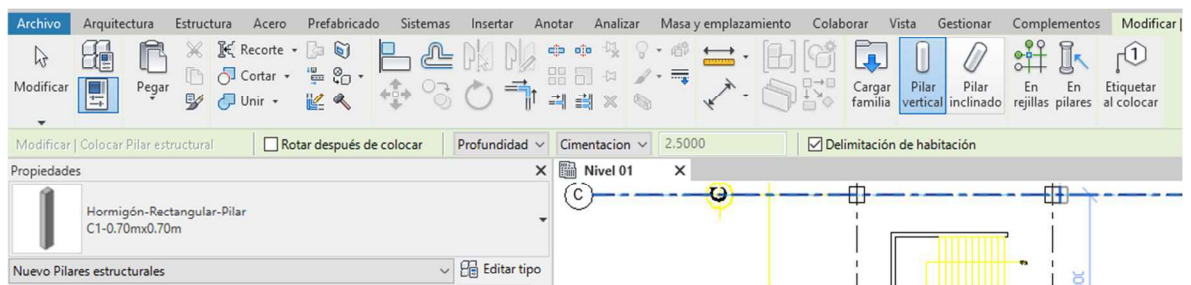 Archivo Arquitectura Estructura Acero Prefabricado Sistemas Insertar Anotar Analizar Masa y emplazamiento Colaborar Vista Gestionar Complementos Modificar |
Modificar
Pegar
Recorte
Cortar
Unir
Cargar familia
Pilar vertical
Pilar inclinado
En rejillas
En pilares
Etiquetar al colocar
Modificar | Colocar Pilar estructural Rotar después de colocar Profundidad Cimentacion 2.5000 Delimitación de habitación
Propiedades X Nivel 01 X
Hormigón-Rectangular-Pilar
C1-0.70mx0.70m
Nuevo Pilares estructurales Editar tipo
C